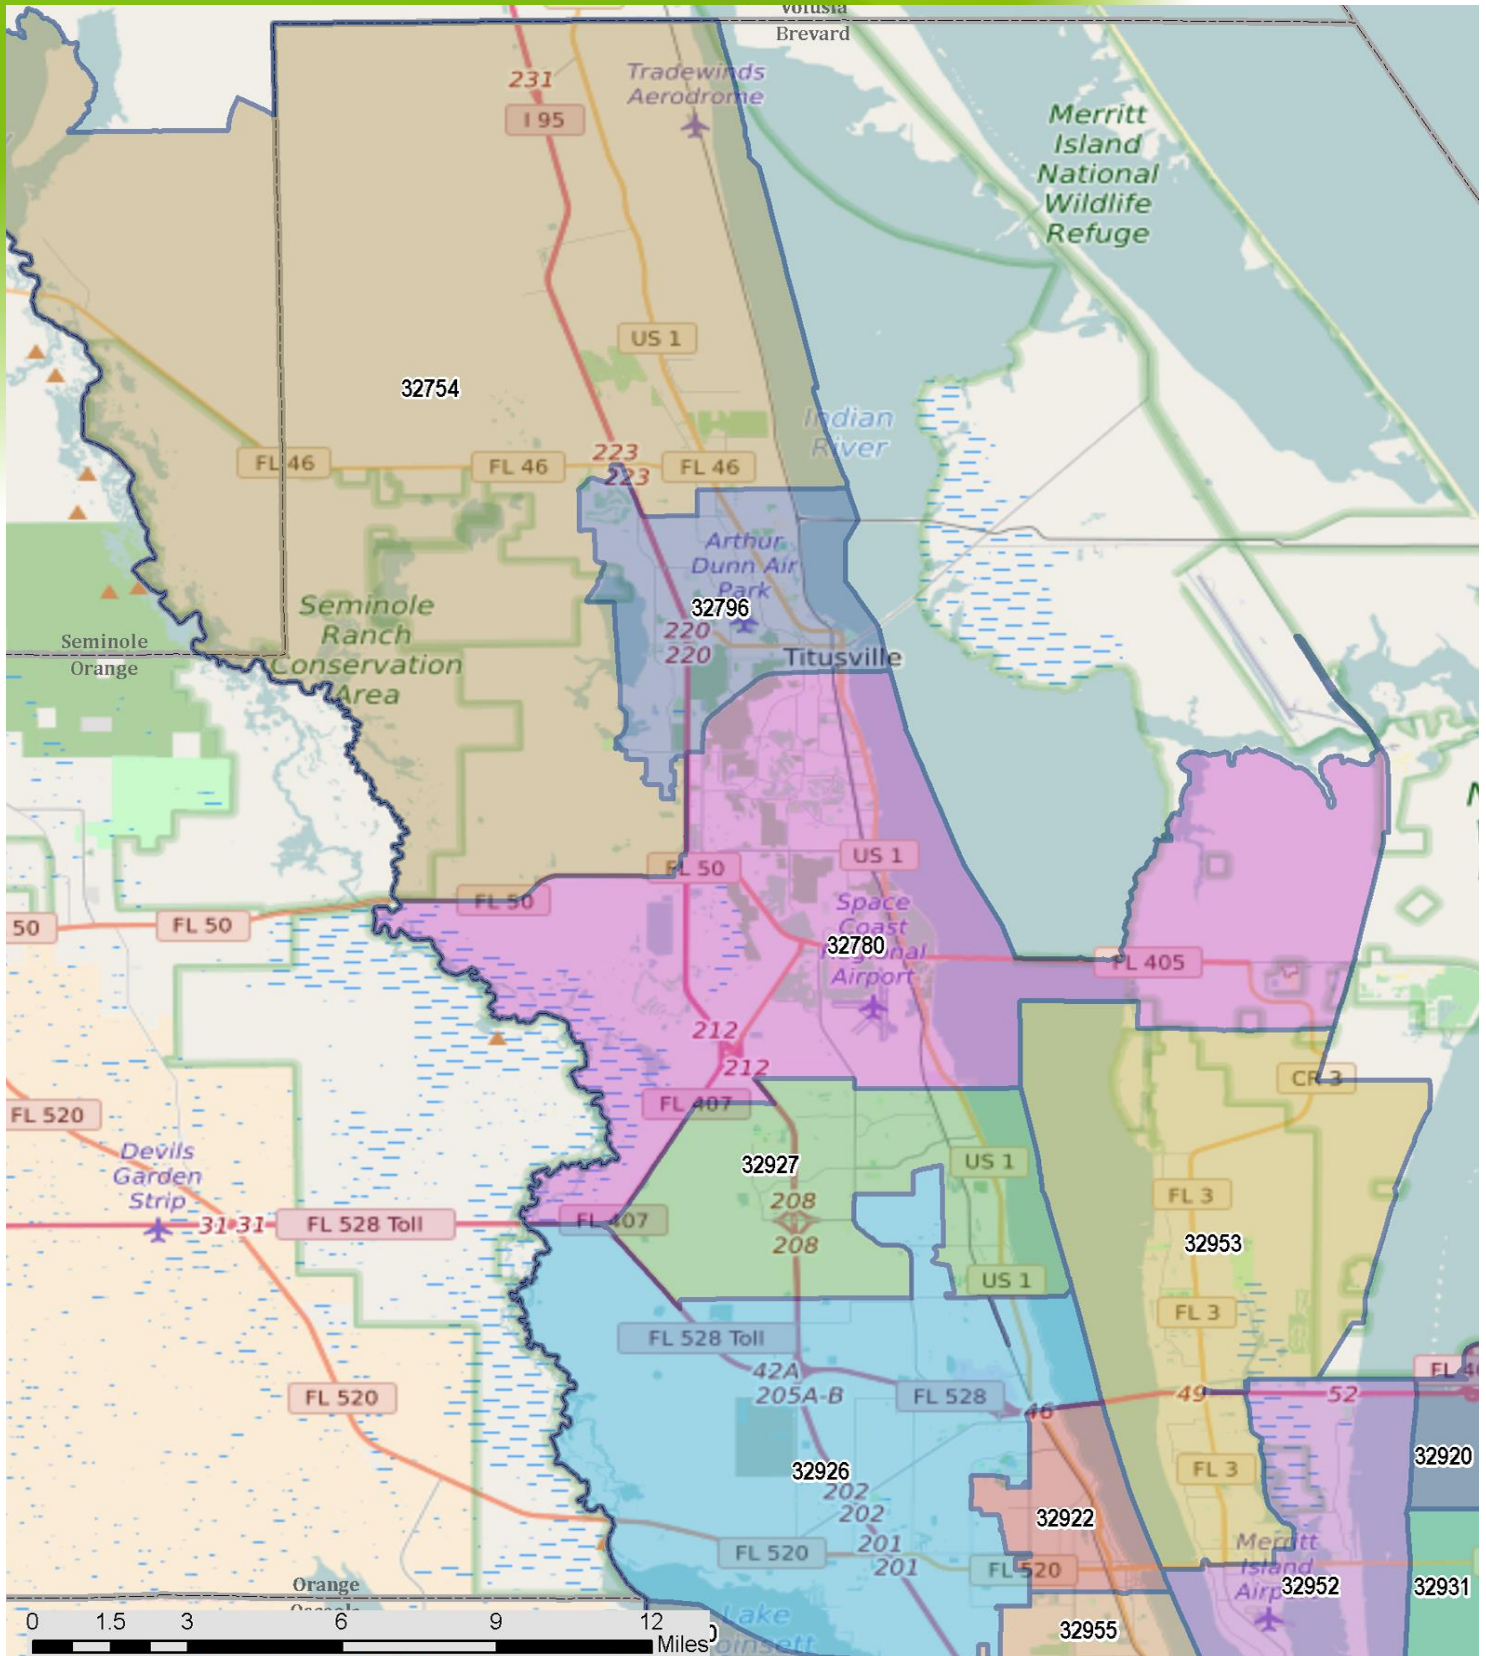 Volusia
Brevard
Tradewinds
Aerodrome
231
I 95
Merritt
Island
National
Wildlife
Refuge
US 1
32754
Indian
River
223
FL 46
FL 46
FL 46
223
Arthur
Dunn Air
Park
32796
Seminole
Ranch
Conservation
Area
220
220
Seminole
Orange
Titusville
US 1
FL 50
FL 50
Space
Coast
Regional
Airport
32780
50
FL 50
FL 405
212
212
CR 3
FL 407
FL 520
Devils
Garden
Strip
32927
US 1
208
FL 3
31 31
FL 528 Toll
FL 407
208
32953
US 1
FL 3
FL 528 Toll
42A
205A-B
FL 528
49
52
46
FL 520
FL 3
32920
32926
202
202
32922
201
201
FL 520
FL 520
Merritt
Island
Airport
32952
32931
Orange
0 1.5 3 6 9 12
Miles
Lake
32955